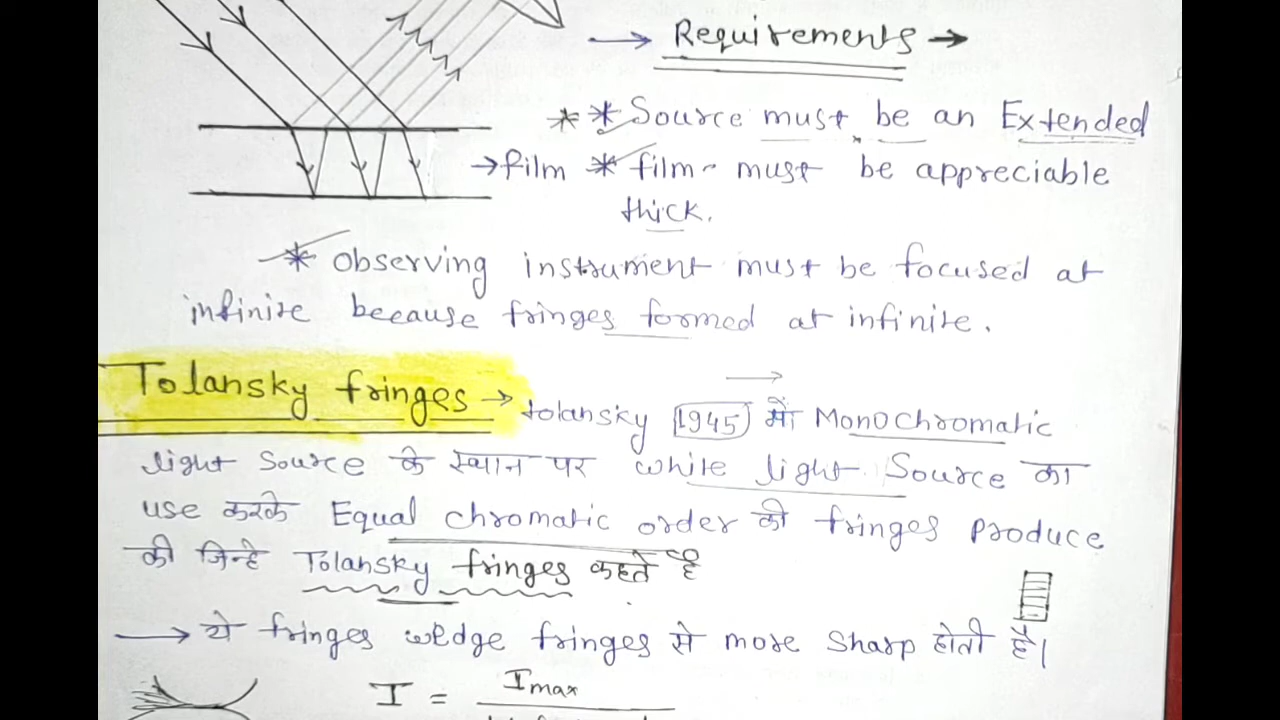 → Requirements →
* * Source must be an Extended
→ film * film must be appreciable
thick.
* Observing instrument must be focused at
infinite because fringes formed at infinite.
Tolansky fringes → tolansky 1945 में Monochromatic
light Source के स्थान पर white light Source का
use करके Equal chromatic order की fringes produce
की जिन्हे Tolansky fringes कहते है
→ ये fringes wedge fringes से more sharp होती है।
I = Imax